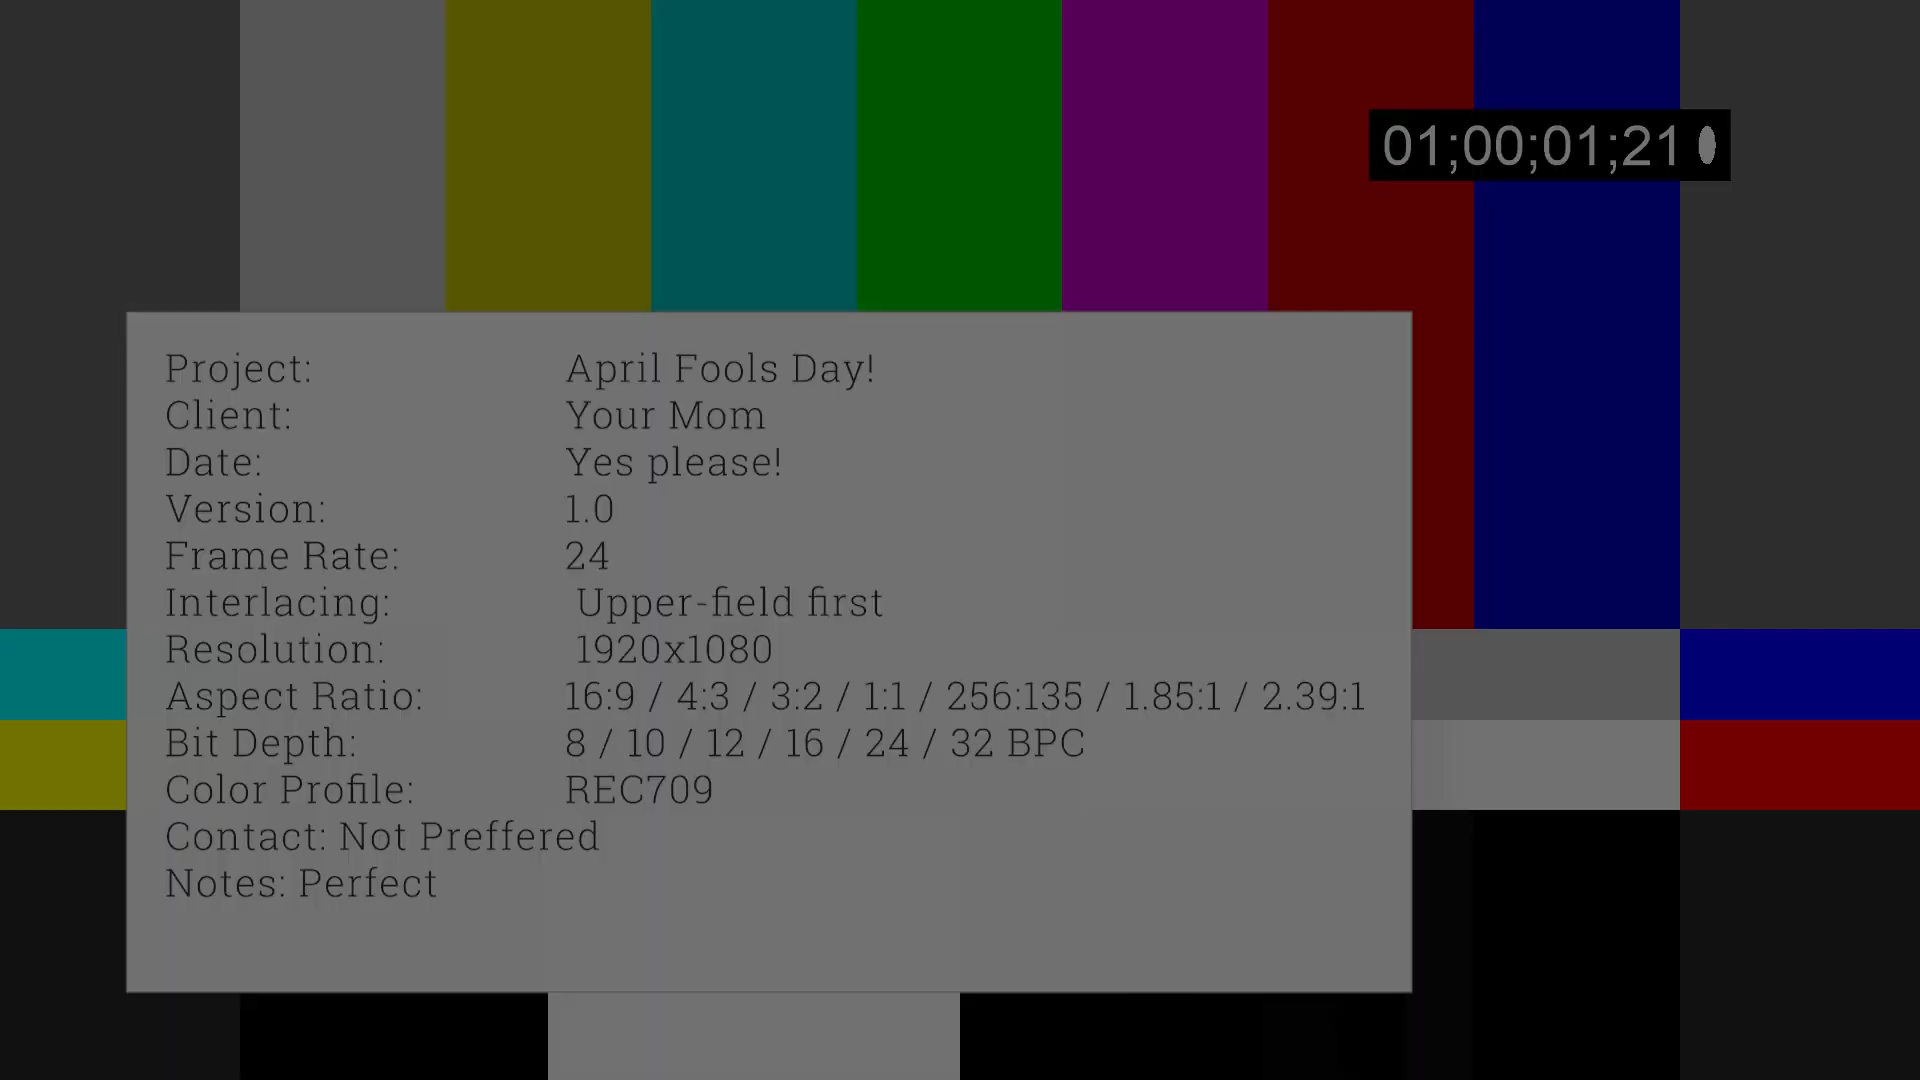 01;00;01;21
Project: April Fools Day!
Client: Your Mom
Date: Yes please!
Version: 1.0
Frame Rate: 24
Interlacing: Upper-field first
Resolution: 1920x1080
Aspect Ratio: 16:9 / 4:3 / 3:2 / 1:1 / 256:135 / 1.85:1 / 2.39:1
Bit Depth: 8 / 10 / 12 / 16 / 24 / 32 BPC
Color Profile: REC709
Contact: Not Preffered
Notes: Perfect